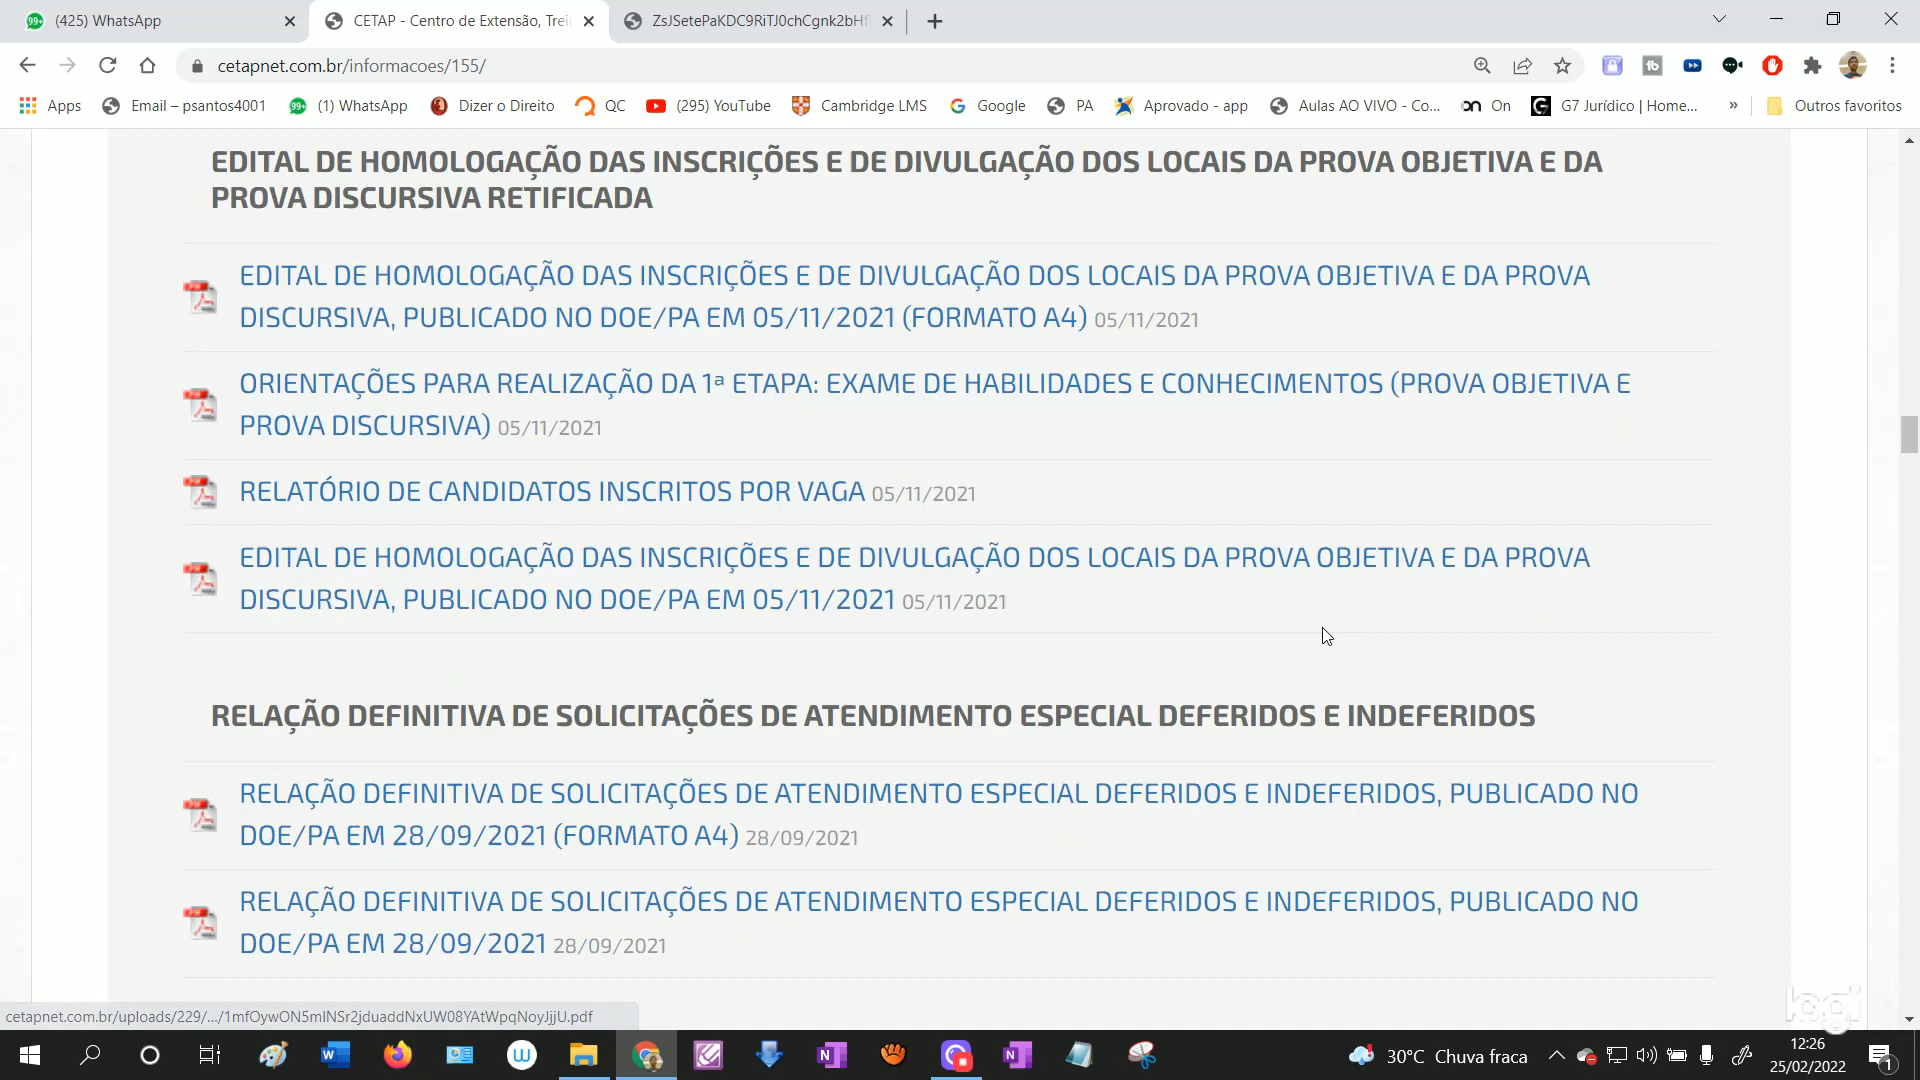 (425) WhatsApp
CETAP - Centro de Extensão, Trei
(295) YouTube
cetapnet.com.br/informacoes/155/
Apps
Email – psantos4001
(1) WhatsApp
Dizer o Direito
QC
Cambridge LMS
Google
PA
Aprovado - app
Aulas AO VIVO - Co...
On
G7 Jurídico | Home...
»
Outros favoritos
EDITAL DE HOMOLOGAÇÃO DAS INSCRIÇÕES E DE DIVULGAÇÃO DOS LOCAIS DA PROVA OBJETIVA E DA
PROVA DISCURSIVA RETIFICADA
EDITAL DE HOMOLOGAÇÃO DAS INSCRIÇÕES E DE DIVULGAÇÃO DOS LOCAIS DA PROVA OBJETIVA E DA PROVA
DISCURSIVA, PUBLICADO NO DOE/PA EM 05/11/2021 (FORMATO A4) 05/11/2021
ORIENTAÇÕES PARA REALIZAÇÃO DA 1ª ETAPA: EXAME DE HABILIDADES E CONHECIMENTOS (PROVA OBJETIVA E
PROVA DISCURSIVA) 05/11/2021
RELATÓRIO DE CANDIDATOS INSCRITOS POR VAGA 05/11/2021
EDITAL DE HOMOLOGAÇÃO DAS INSCRIÇÕES E DE DIVULGAÇÃO DOS LOCAIS DA PROVA OBJETIVA E DA PROVA
DISCURSIVA, PUBLICADO NO DOE/PA EM 05/11/2021 05/11/2021
RELAÇÃO DEFINITIVA DE SOLICITAÇÕES DE ATENDIMENTO ESPECIAL DEFERIDOS E INDEFERIDOS
RELAÇÃO DEFINITIVA DE SOLICITAÇÕES DE ATENDIMENTO ESPECIAL DEFERIDOS E INDEFERIDOS, PUBLICADO NO
DOE/PA EM 28/09/2021 (FORMATO A4) 28/09/2021
RELAÇÃO DEFINITIVA DE SOLICITAÇÕES DE ATENDIMENTO ESPECIAL DEFERIDOS E INDEFERIDOS, PUBLICADO NO
DOE/PA EM 28/09/2021 28/09/2021
logi
30°C Chuva fraca
12:26
25/02/2022
1